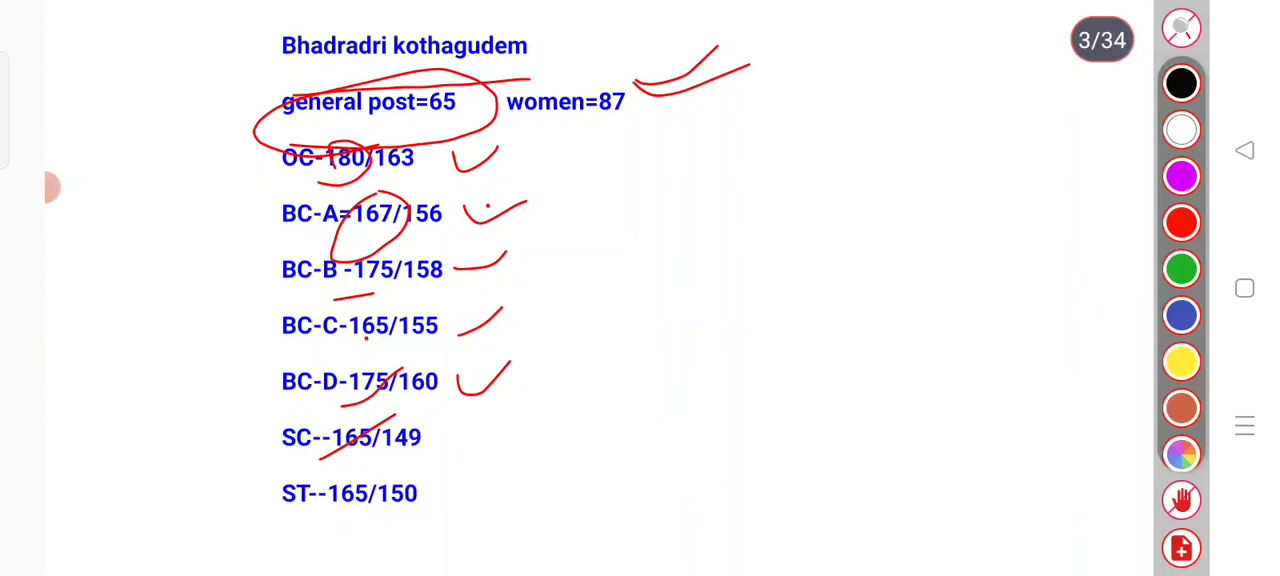 Bhadradri kothagudem
3/34
general post=65 women=87
OC-180/163
BC-A=167/156
BC-B -175/158
BC-C-165/155
BC-D-175/160
SC--165/149
ST--165/150